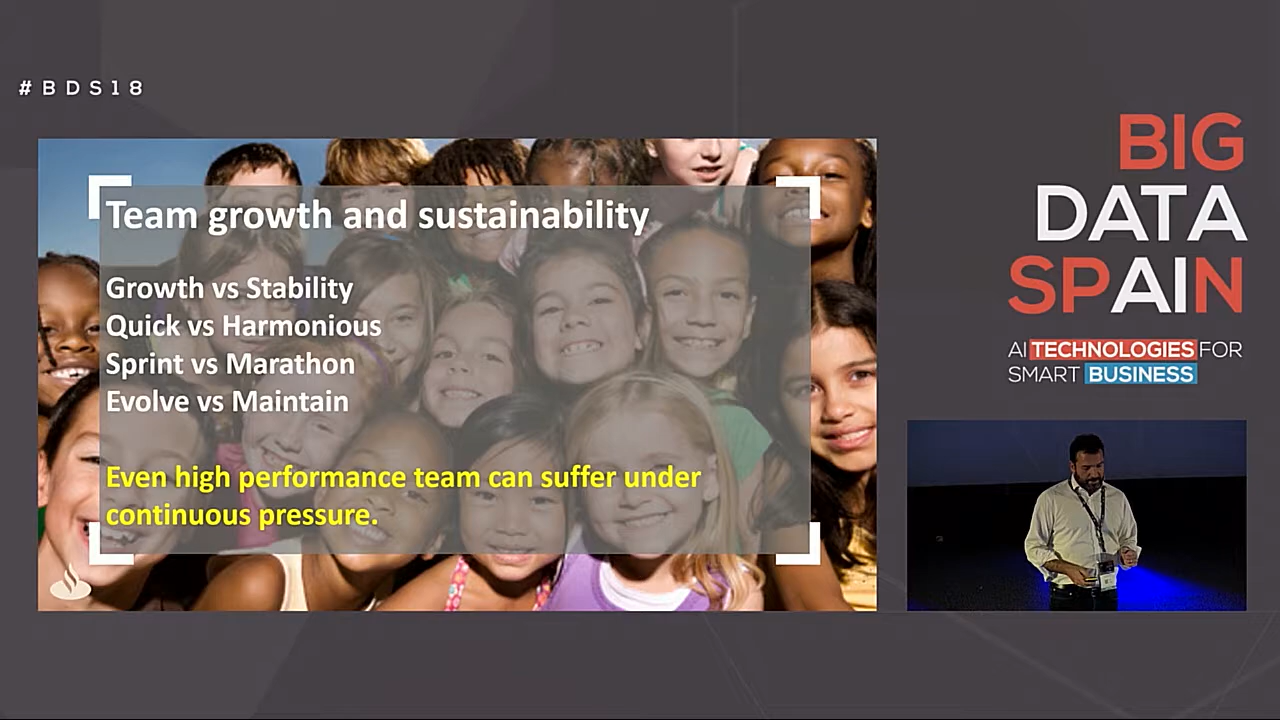 #BDS18
Team growth and sustainability
Growth vs Stability
Quick vs Harmonious
Sprint vs Marathon
Evolve vs Maintain
Even high performance team can suffer under
continuous pressure.
BIG
DATA
SPAIN
AI TECHNOLOGIES FOR
SMART BUSINESS